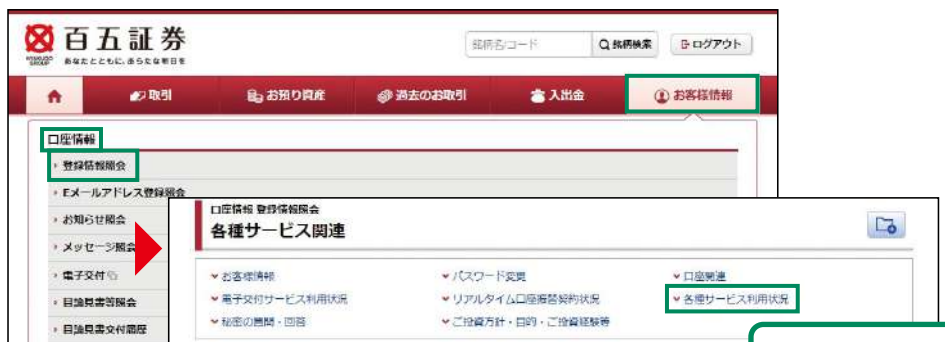 百五証券
HYAKUGO GROUP
あなたとともに、あらたな明日を
銘柄名/コード
銘柄検索
ログアウト
取引
お預り資産
過去のお取引
入出金
お客様情報
口座情報
登録情報照会
Eメールアドレス登録照会
お知らせ照会
メッセージ照会
電子交付
目論見書等照会
目論見書交付履歴
口座情報 登録情報照会
各種サービス関連
お客様情報
パスワード変更
口座関連
電子交付サービス利用状況
リアルタイム口座振替契約状況
各種サービス利用状況
秘密の質問・回答
ご投資方針・目的・ご投資経験等